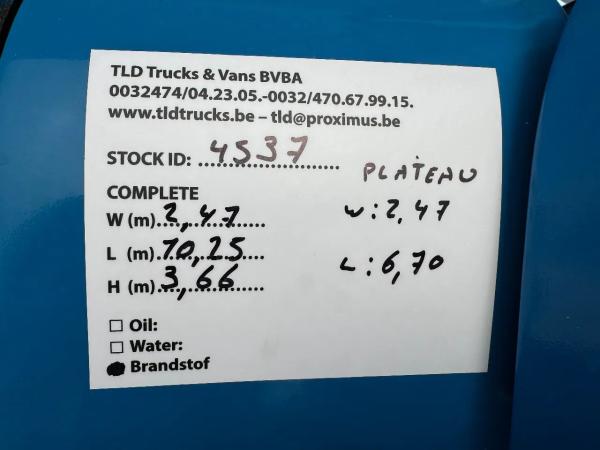 TLD Trucks & Vans BVBA
0032474/04.23.05.-0032/470.67.99.15.
www.tldtrucks.be – tld@proximus.be
STOCK ID: 4537
PLATEAU
COMPLETE
W (m) 2,47
w: 2,47
L (m) 10,25
L: 6,70
H (m) 3,66
Oil:
Water:
Brandstof